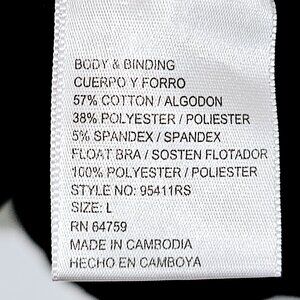 BODY & BINDING
CUERPO Y FORRO
57% COTTON / ALGODON
38% POLYESTER / POLIESTER
5% SPANDEX / SPANDEX
FLOAT BRA / SOSTEN FLOTADOR
100% POLYESTER / POLIESTER
STYLE NO: 95411RS
SIZE: L
RN 64759
MADE IN CAMBODIA
HECHO EN CAMBOYA